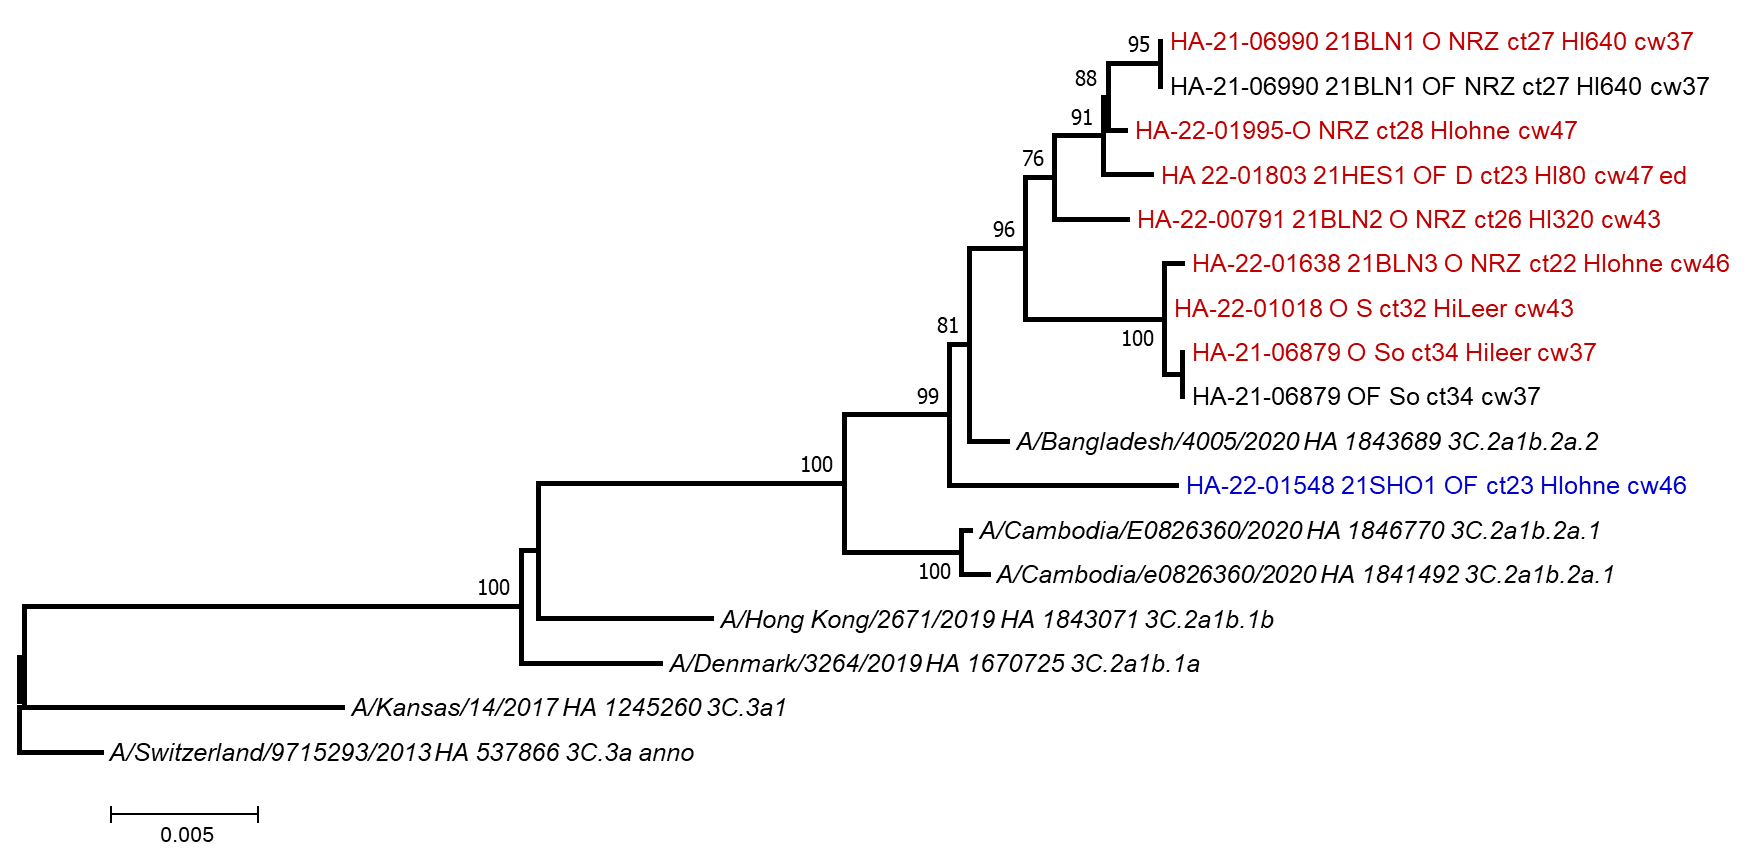 95
HA-21-06990 21BLN1 O NRZ ct27 HI640 cw37
88
HA-21-06990 21BLN1 OF NRZ ct27 HI640 cw37
91
HA-22-01995-O NRZ ct28 HIohne cw47
76
HA 22-01803 21HES1 OF D ct23 HI80 cw47 ed
HA-22-00791 21BLN2 O NRZ ct26 HI320 cw43
96
HA-22-01638 21BLN3 O NRZ ct22 HIohne cw46
HA-22-01018 O S ct32 HiLeer cw43
81
100
HA-21-06879 O So ct34 Hileer cw37
99
HA-21-06879 OF So ct34 cw37
A/Bangladesh/4005/2020 HA 1843689 3C.2a1b.2a.2
100
HA-22-01548 21SHO1 OF ct23 HIohne cw46
A/Cambodia/E0826360/2020 HA 1846770 3C.2a1b.2a.1
100
A/Cambodia/e0826360/2020 HA 1841492 3C.2a1b.2a.1
100
A/Hong Kong/2671/2019 HA 1843071 3C.2a1b.1b
A/Denmark/3264/2019 HA 1670725 3C.2a1b.1a
A/Kansas/14/2017 HA 1245260 3C.3a1
A/Switzerland/9715293/2013 HA 537866 3C.3a anno
0.005